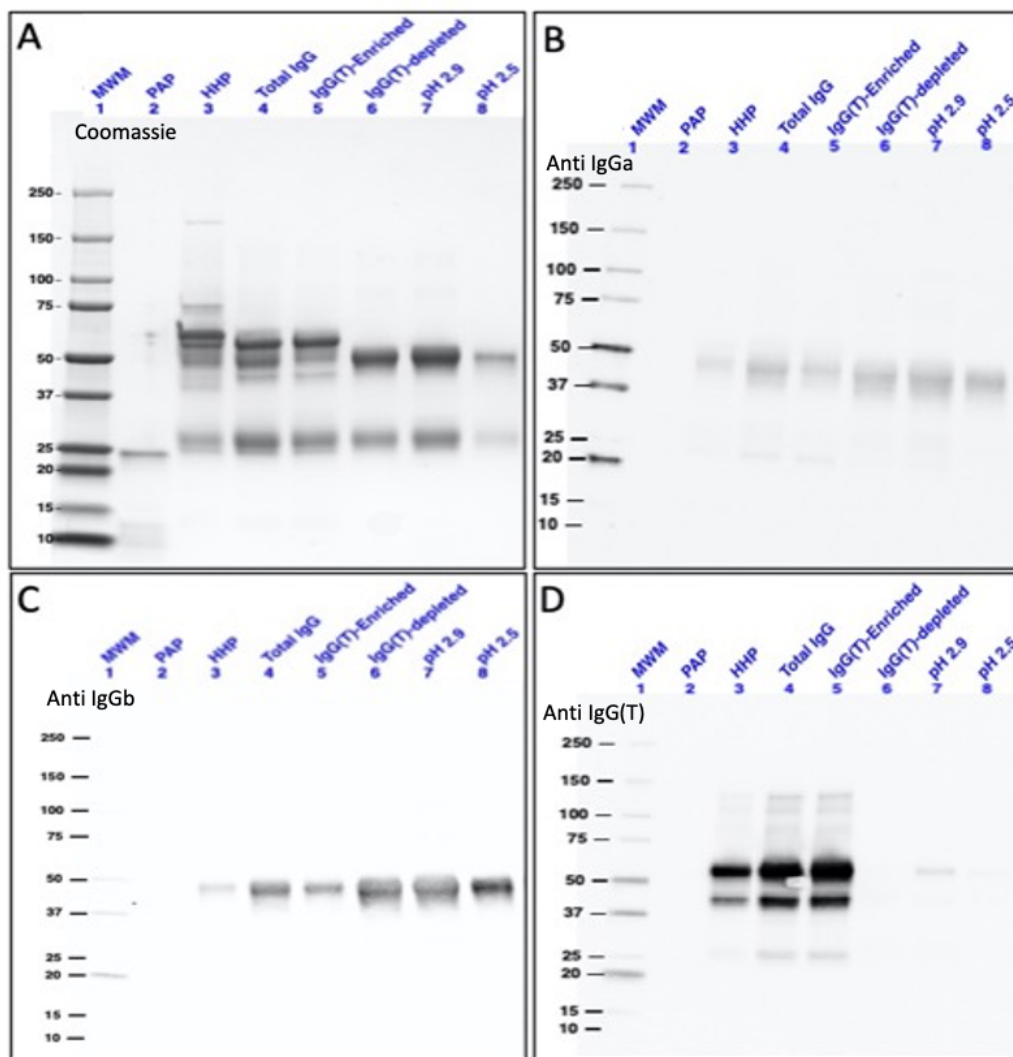 A
MWM PAP HHP Total IgG IgG(T)-Enriched IgG(T)-depleted pH 2.9 pH 2.5
1 2 3 4 5 6 7 8
Coomassie
250-
150-
100-
75-
50-
37-
25-
20-
15-
10
B
MWM PAP HHP Total IgG IgG(T)-Enriched IgG(T)-depleted pH 2.9 pH 2.5
1 2 3 4 5 6 7 8
Anti IgGa
250
150
100
75
50
37
25
20
15
10
C
MWM PAP HHP Total IgG IgG(T)-Enriched IgG(T)-depleted pH 2.9 pH 2.5
1 2 3 4 5 6 7 8
Anti IgGb
250
150
100
75
50
37
25
20
15
10
D
MWM PAP HHP Total IgG IgG(T)-Enriched IgG(T)-depleted pH 2.9 pH 2.5
1 2 3 4 5 6 7 8
Anti IgG(T)
250
150
100
75
50
37
25
20
15
10